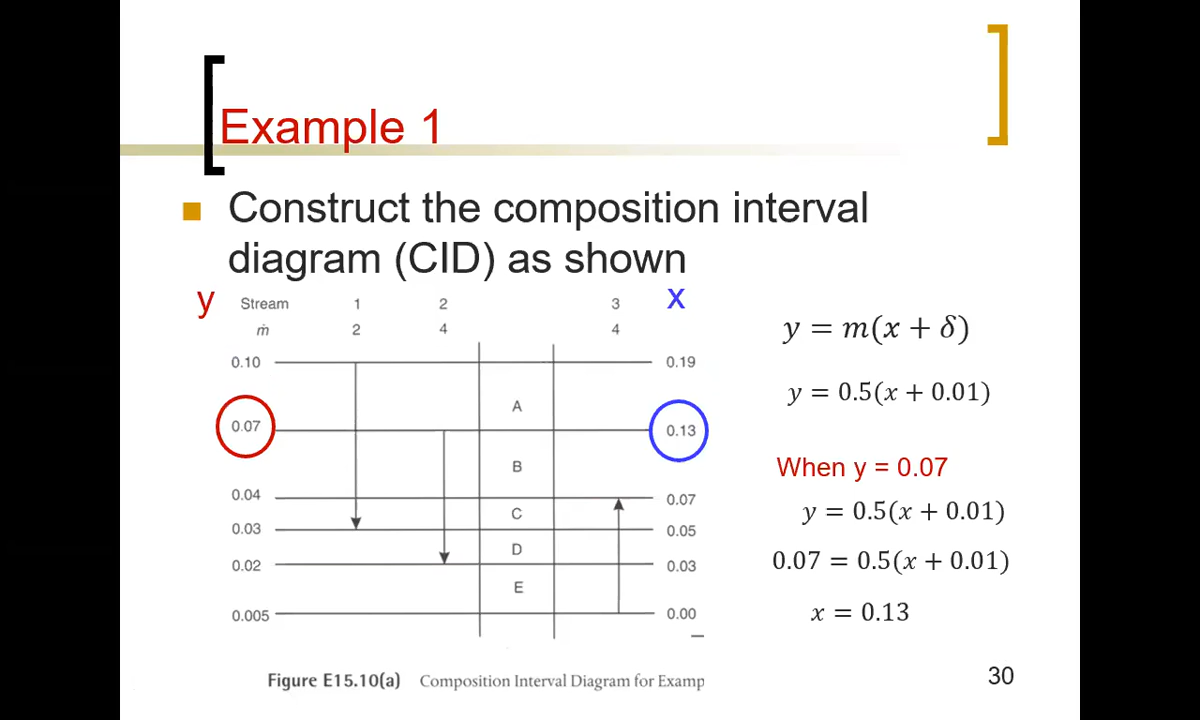 Example 1
Construct the composition interval
diagram (CID) as shown
y Stream 1 2 3 x
ṁ 2 4 4
0.10 0.19
A
0.07 0.13
B
0.04 0.07
C
0.03 0.05
D
0.02 0.03
E
0.005 0.00
Figure E15.10(a) Composition Interval Diagram for Examp
y = m(x + δ)
y = 0.5(x + 0.01)
When y = 0.07
y = 0.5(x + 0.01)
0.07 = 0.5(x + 0.01)
x = 0.13
30